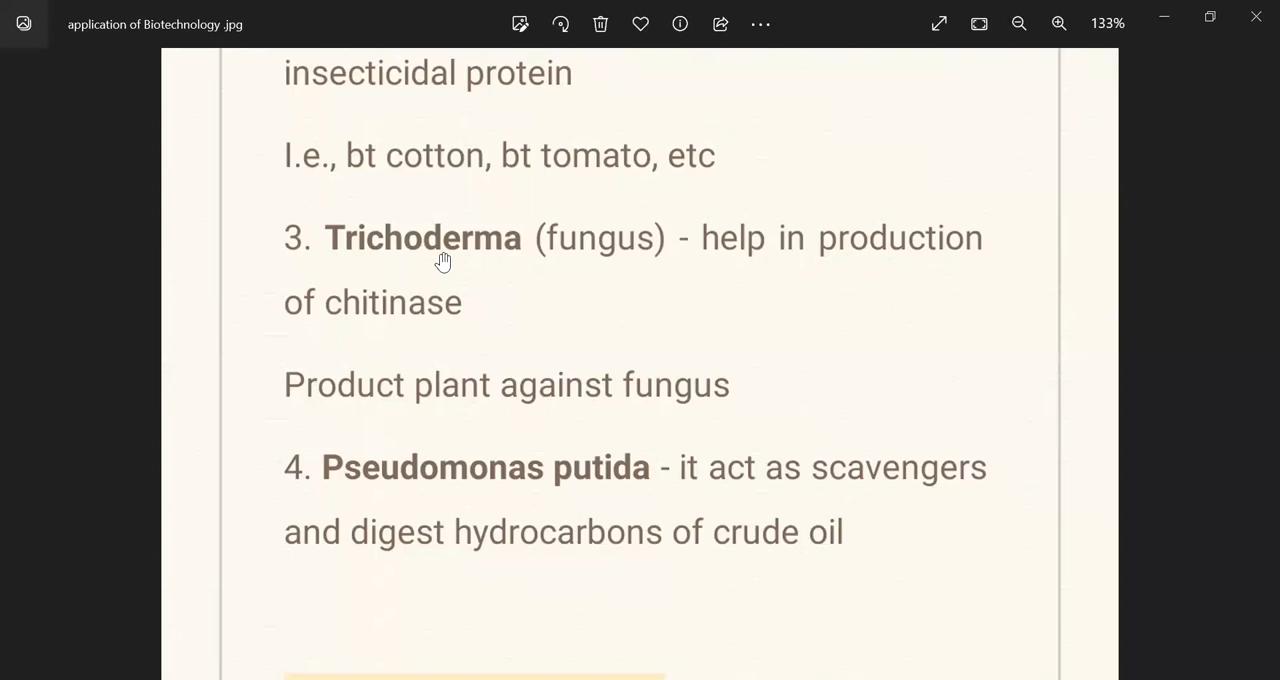 application of Biotechnology .jpg
133%
insecticidal protein
I.e., bt cotton, bt tomato, etc
3. Trichoderma (fungus) - help in production
of chitinase
Product plant against fungus
4. Pseudomonas putida - it act as scavengers
and digest hydrocarbons of crude oil